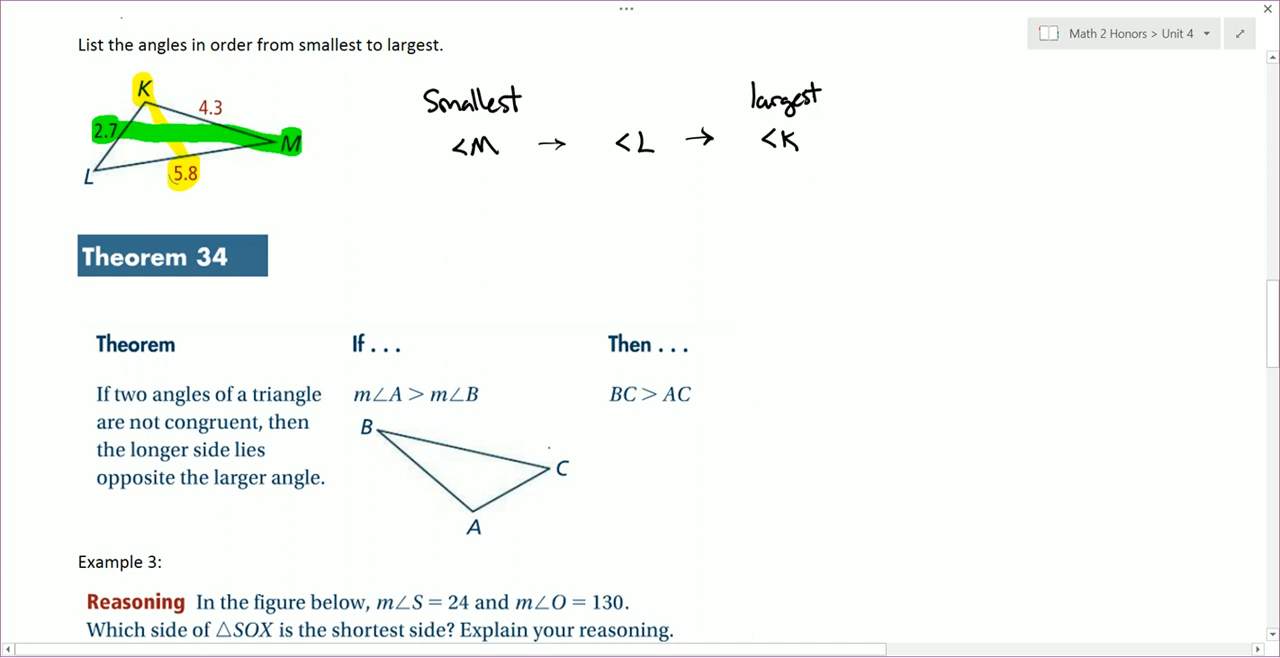 Math 2 Honors > Unit 4
List the angles in order from smallest to largest.
K
4.3
2.7
M
L
5.8
Smallest
largest
<M → <L → <K
Theorem 34
Theorem If . . . Then . . .
If two angles of a triangle
are not congruent, then
the longer side lies
opposite the larger angle.
m∠A > m∠B
B
C
A
BC > AC
Example 3:
Reasoning In the figure below, m∠S = 24 and m∠O = 130.
Which side of △SOX is the shortest side? Explain your reasoning.